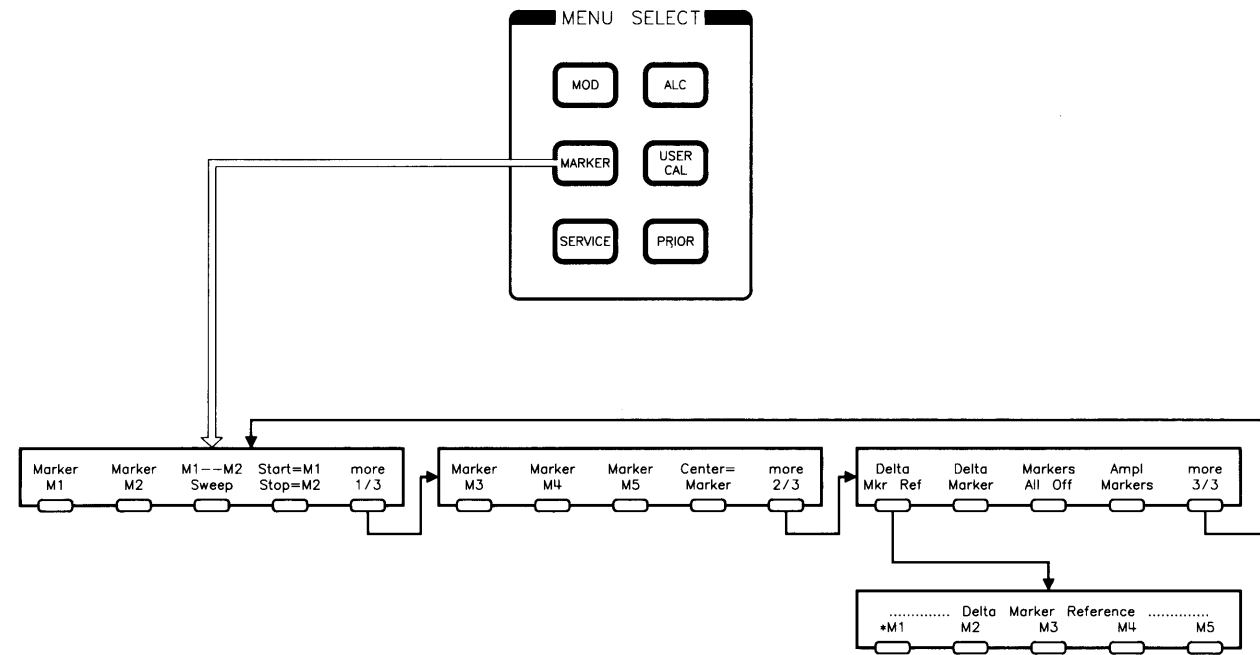 MENU SELECT
MOD ALC
MARKER USER CAL
SERVICE PRIOR
Marker M1 Marker M2 M1--M2 Sweep Start=M1 Stop=M2 more 1/3
Marker M3 Marker M4 Marker M5 Center= Marker more 2/3
Delta Mkr Ref Delta Marker Markers All Off Ampl Markers more 3/3
.............. Delta Marker Reference ..............
*M1 M2 M3 M4 M5